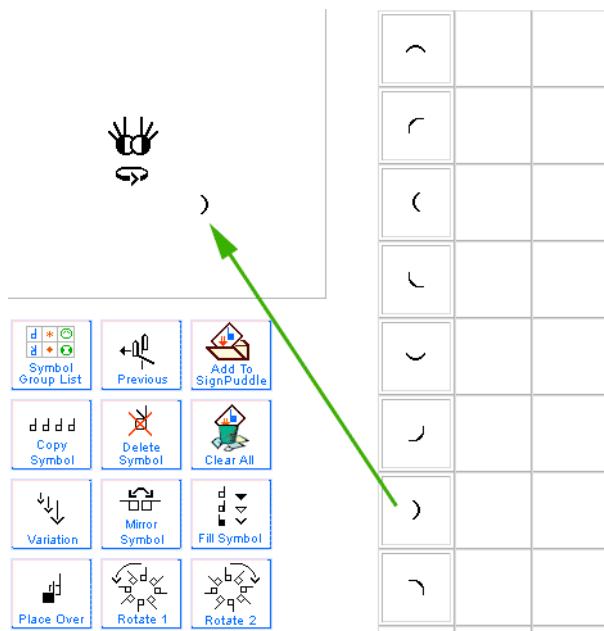 Symbol
Group List
Previous
Add To
SignPuddle
Copy
Symbol
Delete
Symbol
Clear All
Variation
Mirror
Symbol
Fill Symbol
Place Over
Rotate 1
Rotate 2